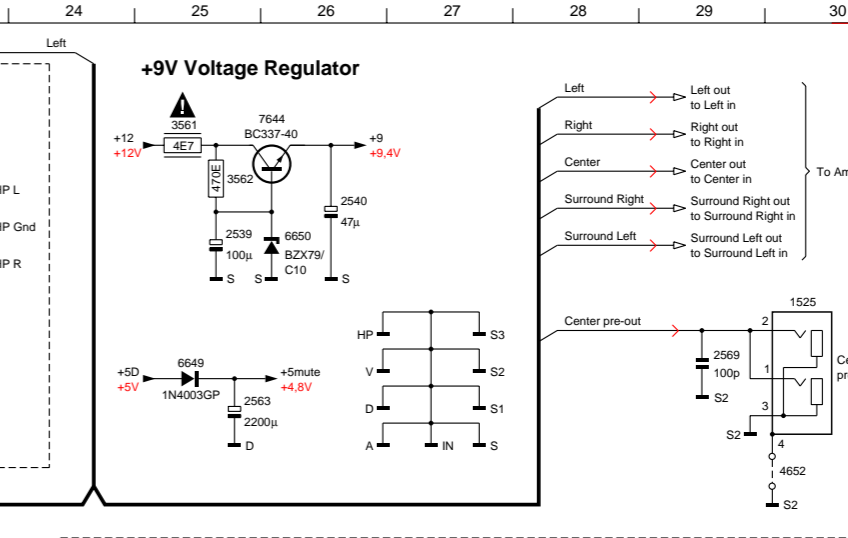 24 25 26 27 28 29 30
Left
+9V Voltage Regulator
!
3561
4E7
+12
+12V
7644
BC337-40
+9
+9,4V
470E
3562
2540
47µ
2539
100µ
6650
BZX79/
C10
S S S
HP L
HP Gnd
HP R
+5D
+5V
6649
1N4003GP
+5mute
+4,8V
2563
2200µ
D
HP S3
V S2
D S1
A IN S
Left
Left out
to Left in
Right
Right out
to Right in
Center
Center out
to Center in
Surround Right
Surround Right out
to Surround Right in
Surround Left
Surround Left out
to Surround Left in
To Am
Center pre-out
1525
2
2569
100p
1
S2
3
S2
4
4652
S2
Ce
pr